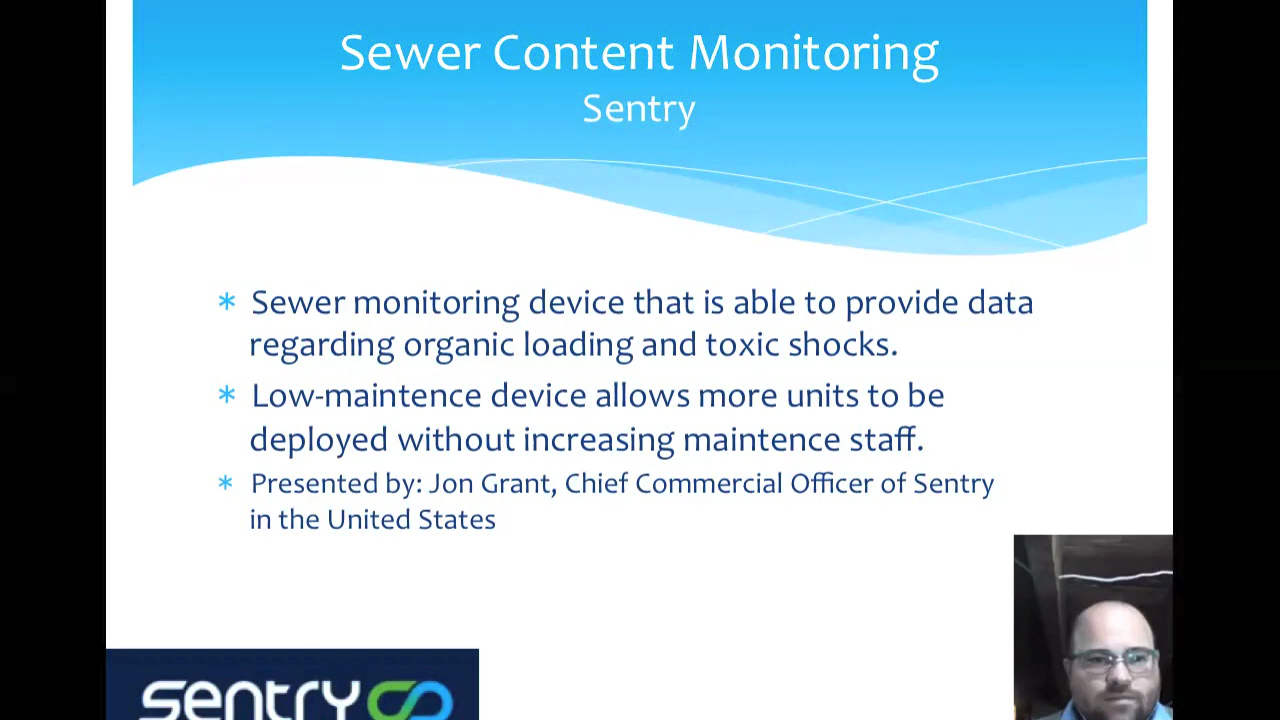 Sewer Content Monitoring
Sentry
* Sewer monitoring device that is able to provide data
regarding organic loading and toxic shocks.
* Low-maintence device allows more units to be
deployed without increasing maintence staff.
* Presented by: Jon Grant, Chief Commercial Officer of Sentry
in the United States
sentry